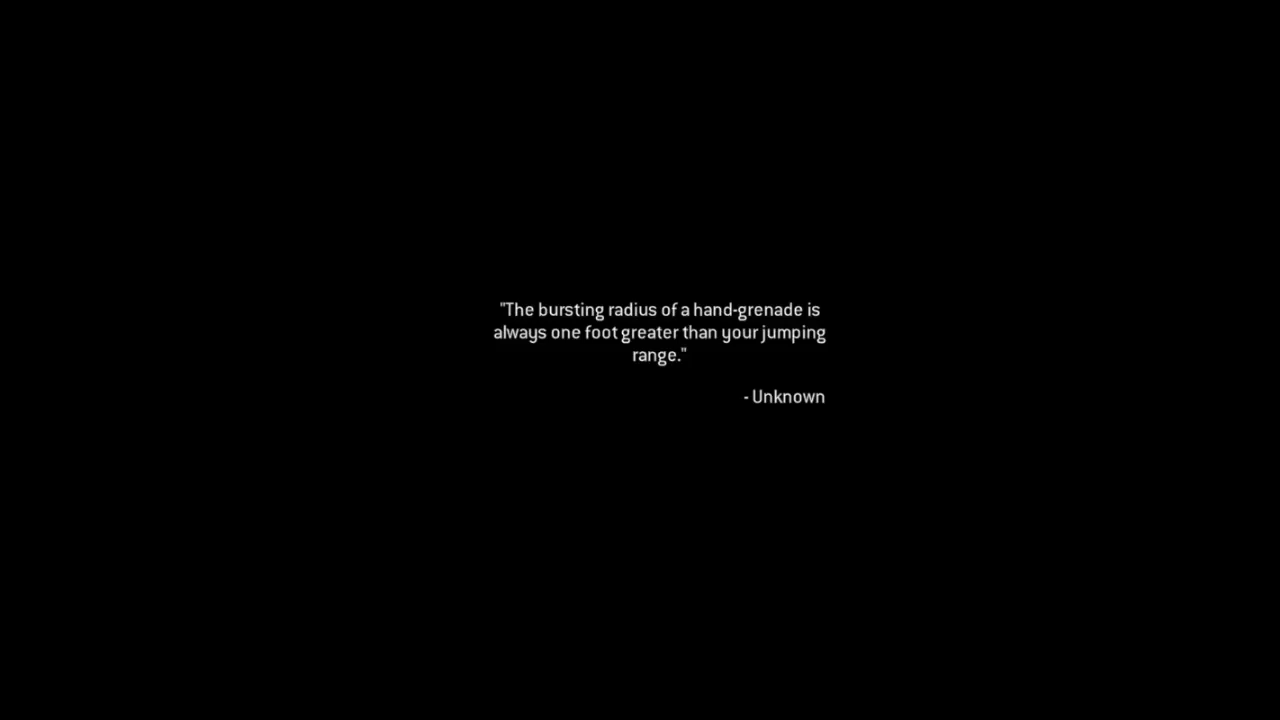 "The bursting radius of a hand-grenade is
always one foot greater than your jumping
range."
- Unknown